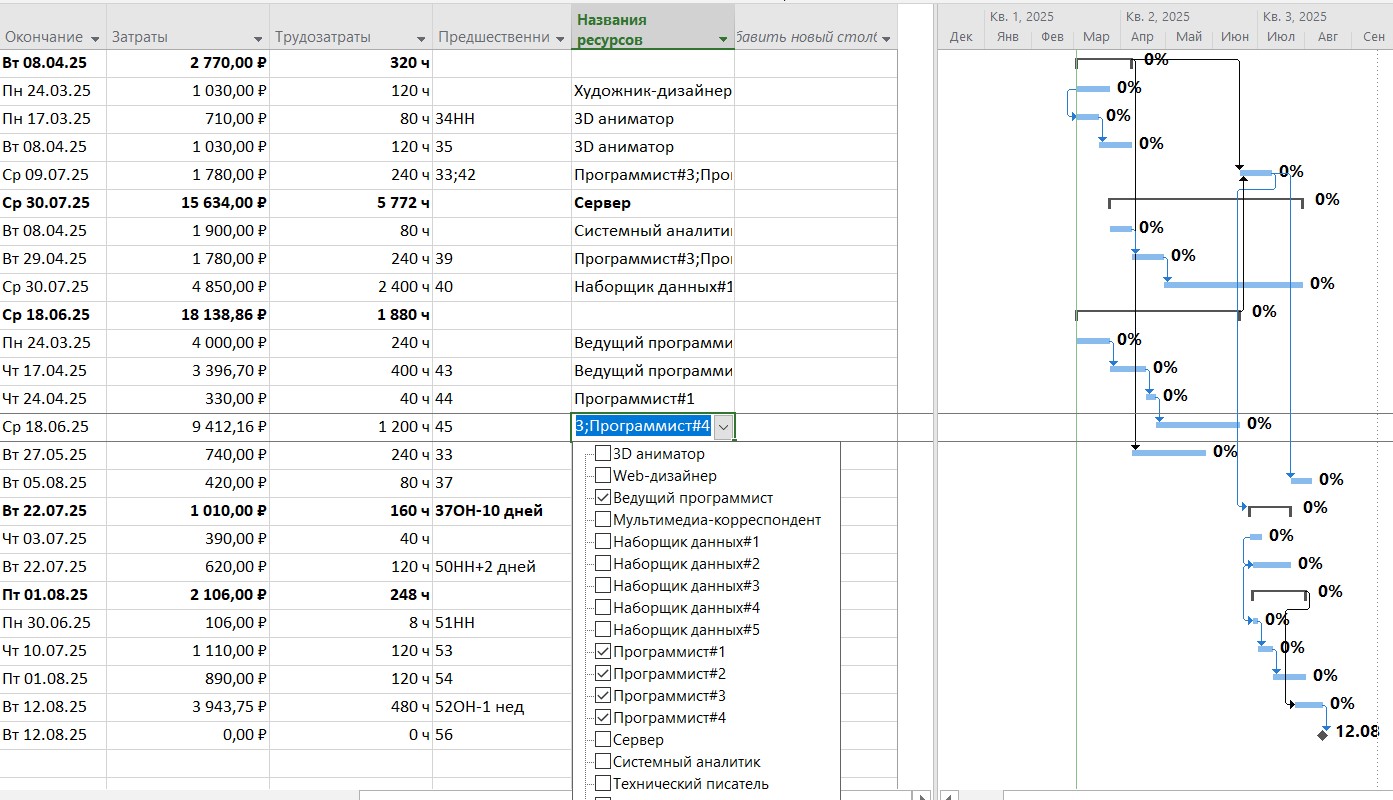 Кв. 1, 2025 Кв. 2, 2025 Кв. 3, 2025
Окончание Затраты Трудозатраты Предшественни Названия ресурсов бавить новый столб Дек Янв Фев Мар Апр Май Июн Июл Авг Сен
Вт 08.04.25 2 770,00 ₽ 320 ч 0%
Пн 24.03.25 1 030,00 ₽ 120 ч Художник-дизайнер 0%
Пн 17.03.25 710,00 ₽ 80 ч 34НН 3D аниматор 0%
Вт 08.04.25 1 030,00 ₽ 120 ч 35 3D аниматор 0%
Ср 09.07.25 1 780,00 ₽ 240 ч 33;42 Программист#3;Про 0%
Ср 30.07.25 15 634,00 ₽ 5 772 ч Сервер 0%
Вт 08.04.25 1 900,00 ₽ 80 ч Системный аналити 0%
Вт 29.04.25 1 780,00 ₽ 240 ч 39 Программист#3;Про 0%
Ср 30.07.25 4 850,00 ₽ 2 400 ч 40 Наборщик данных#1 0%
Ср 18.06.25 18 138,86 ₽ 1 880 ч 0%
Пн 24.03.25 4 000,00 ₽ 240 ч Ведущий программи 0%
Чт 17.04.25 3 396,70 ₽ 400 ч 43 Ведущий программи 0%
Чт 24.04.25 330,00 ₽ 40 ч 44 Программист#1 0%
Ср 18.06.25 9 412,16 ₽ 1 200 ч 45 3;Программист#4 0%
Вт 27.05.25 740,00 ₽ 240 ч 33 0%
Вт 05.08.25 420,00 ₽ 80 ч 37 0%
Вт 22.07.25 1 010,00 ₽ 160 ч 37ОН-10 дней 0%
Чт 03.07.25 390,00 ₽ 40 ч 0%
Вт 22.07.25 620,00 ₽ 120 ч 50НН+2 дней 0%
Пт 01.08.25 2 106,00 ₽ 248 ч 0%
Пн 30.06.25 106,00 ₽ 8 ч 51НН 0%
Чт 10.07.25 1 110,00 ₽ 120 ч 53 0%
Пт 01.08.25 890,00 ₽ 120 ч 54 0%
Вт 12.08.25 3 943,75 ₽ 480 ч 52ОН-1 нед 0%
Вт 12.08.25 0,00 ₽ 0 ч 56 12.08
3D аниматор
Web-дизайнер
Ведущий программист
Мультимедиа-корреспондент
Наборщик данных#1
Наборщик данных#2
Наборщик данных#3
Наборщик данных#4
Наборщик данных#5
Программист#1
Программист#2
Программист#3
Программист#4
Сервер
Системный аналитик
Технический писатель